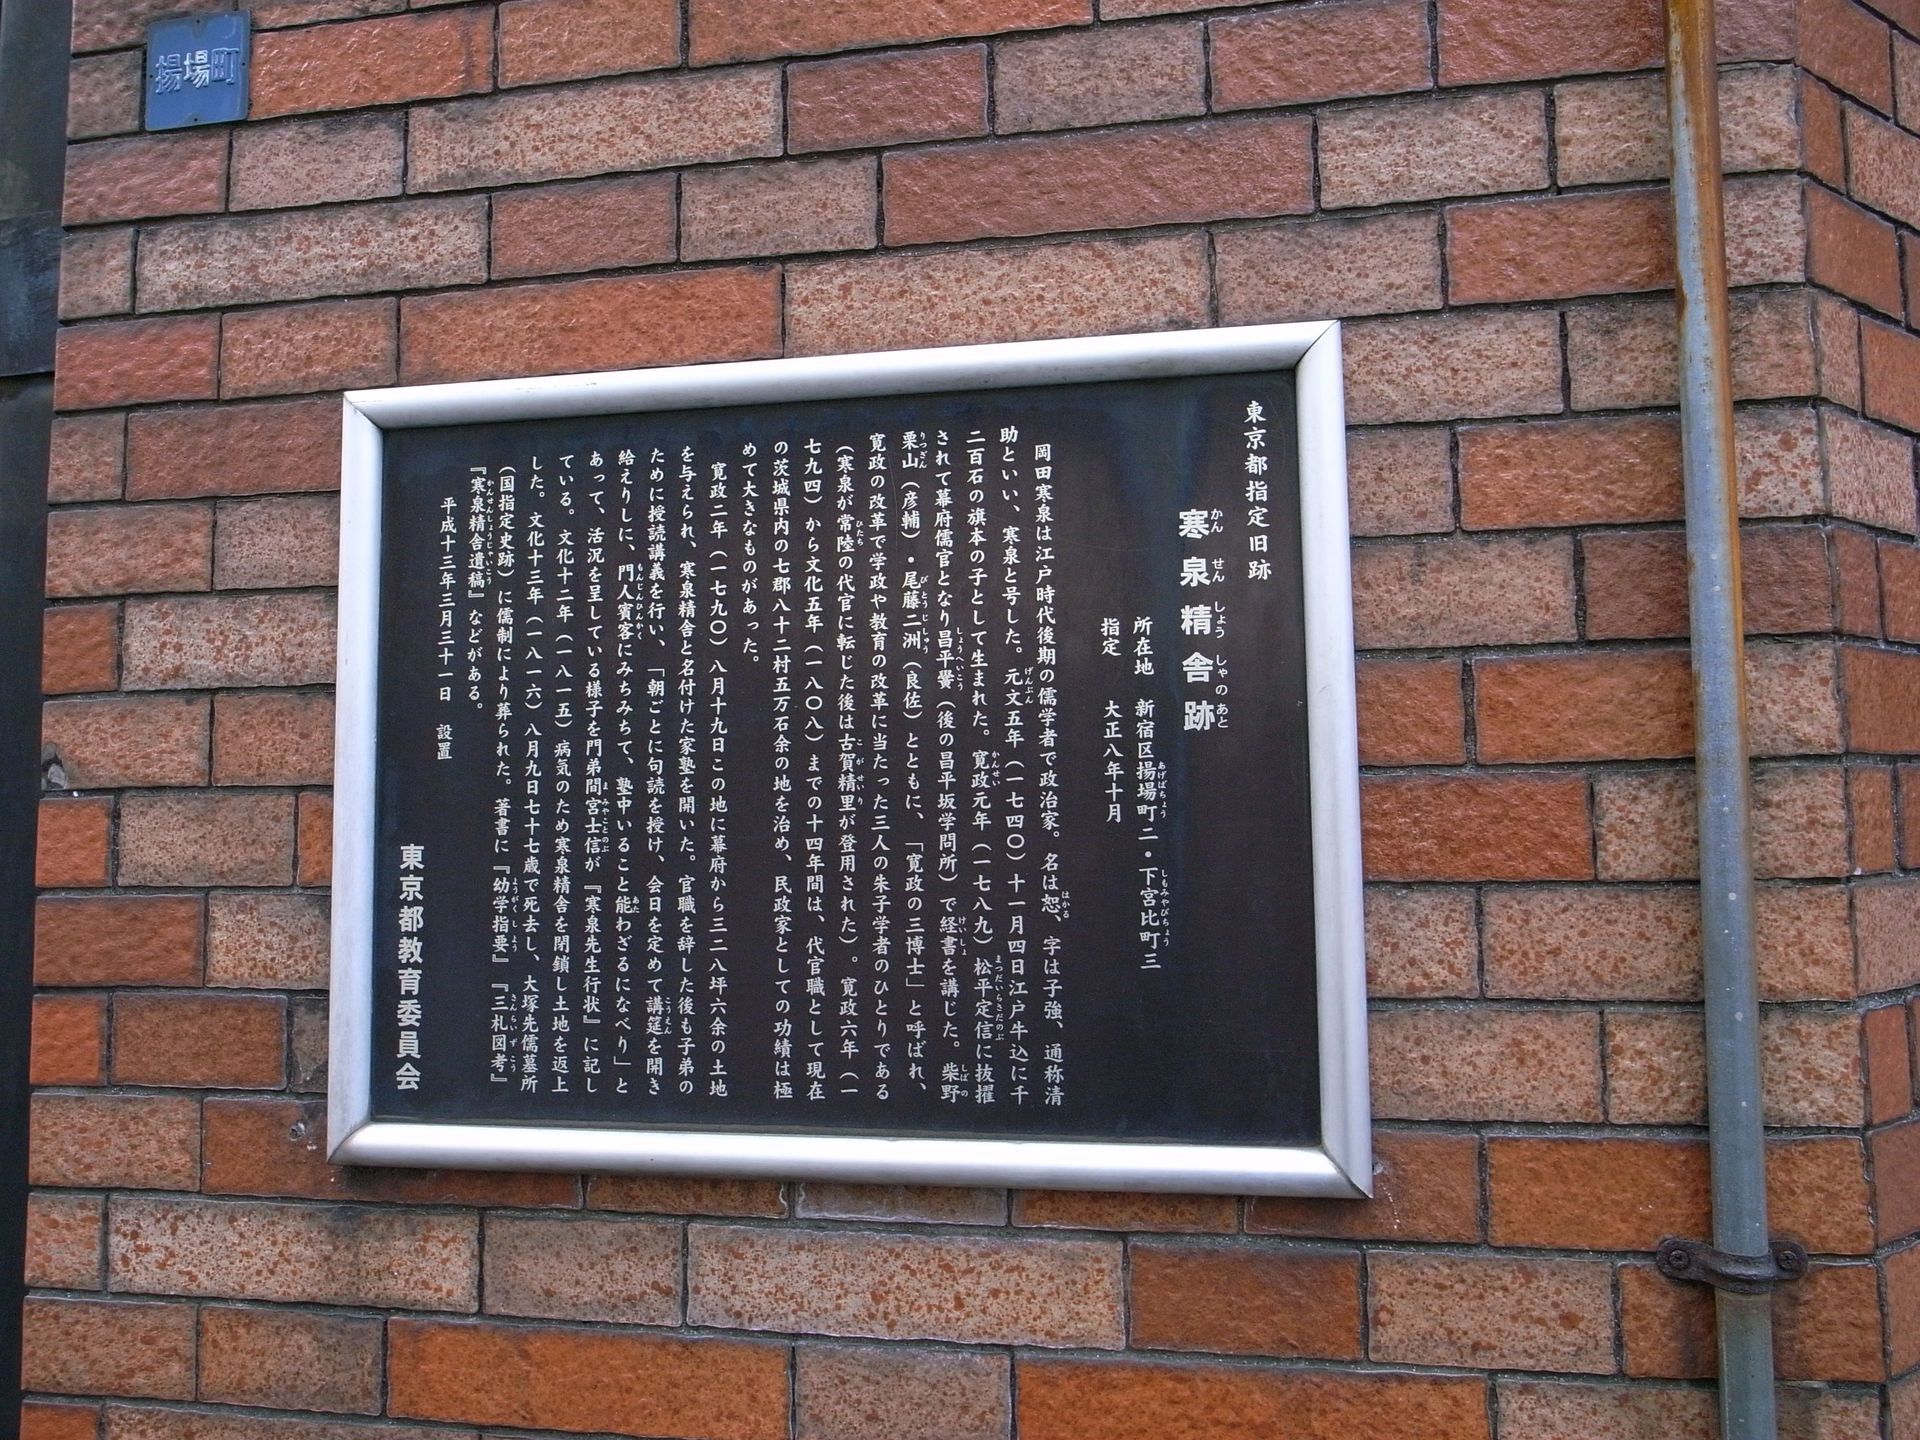 揚場町
東京都指定旧跡
寒泉精舎跡
所在地 新宿区揚場町二・下宮比町三
指定 大正八年十月
岡田寒泉は江戸時代後期の儒学者で政治家。名は恕、字は子強、通称清
助といい、寒泉と号した。元文五年(一七四〇)十一月四日江戸牛込に千
二百石の旗本の子として生まれた。寛政元年(一七八九)松平定信に抜擢
されて幕府儒官となり昌平黌(後の昌平坂学問所)で経書を講じた。柴野
栗山(彦輔)・尾藤二洲(良佐)とともに、「寛政の三博士」と呼ばれ、
寛政の改革で学政や教育の改革に当たった三人の朱子学者のひとりである
(寒泉が常陸の代官に転じた後は古賀精里が登用された)。寛政六年(一
七九四)から文化五年(一八〇八)までの十四年間は、代官職として現在
の茨城県内の七郡八十二村五万石余の地を治め、民政家としての功績は極
めて大きなものがあった。
寛政二年(一七九〇)八月十九日この地に幕府から三二八坪六余の土地
を与えられ、寒泉精舎と名付けた家塾を開いた。官職を辞した後も子弟の
ために授読講義を行い、「朝ごとに句読を授け、会日を定めて講筵を開き
給えりしに、門人賓客にみちみちて、塾中いること能わざるになべり」と
あって、活況を呈している様子を門弟間宮士信が『寒泉先生行状』に記し
ている。文化十二年(一八一五)病気のため寒泉精舎を閉鎖し土地を返上
した。文化十三年(一八一六)八月九日七十七歳で死去し、大塚先儒墓所
(国指定史跡)に儒制により葬られた。著書に『幼学指要』『三札図考』
『寒泉精舎遺稿』などがある。
平成十三年三月三十一日 設置
東京都教育委員会